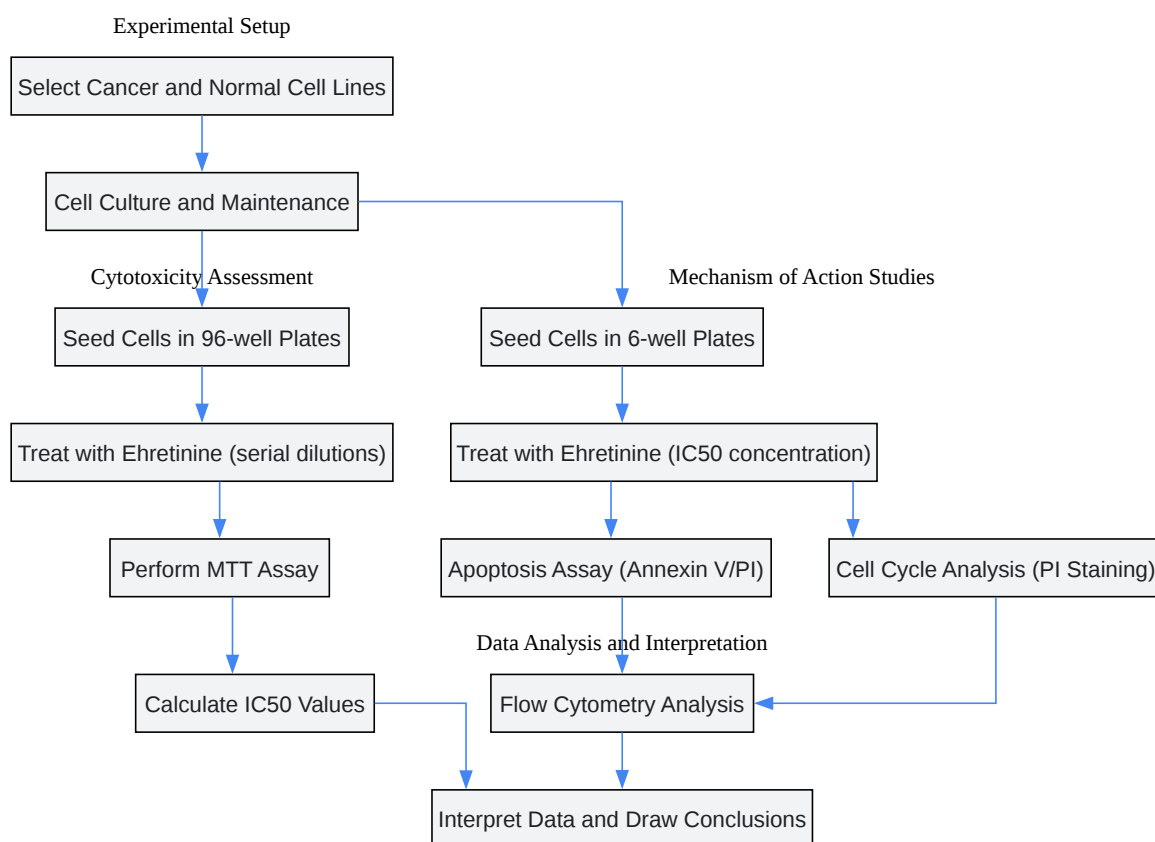 Experimental Setup
Select Cancer and Normal Cell Lines
Cell Culture and Maintenance
Cytotoxicity Assessment
Mechanism of Action Studies
Seed Cells in 96-well Plates
Seed Cells in 6-well Plates
Treat with Ehretinine (serial dilutions)
Treat with Ehretinine (IC50 concentration)
Perform MTT Assay
Apoptosis Assay (Annexin V/PI)
Cell Cycle Analysis (PI Staining)
Data Analysis and Interpretation
Calculate IC50 Values
Flow Cytometry Analysis
Interpret Data and Draw Conclusions